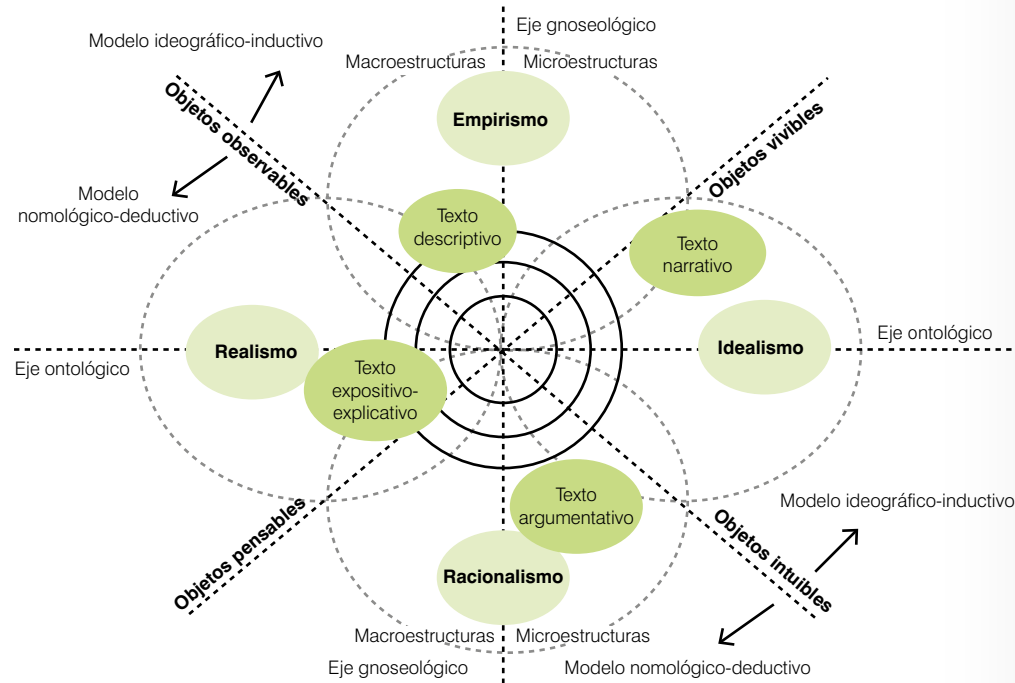 Eje gnoseológico
Modelo ideográfico-inductivo
Macroestructuras
Microestructuras
Empirismo
Objetos observables
Objetos vivibles
Modelo
nomológico-deductivo
Texto
descriptivo
Texto
narrativo
Realismo
Idealismo
Eje ontológico
Eje ontológico
Texto
expositivo-
explicativo
Texto
argumentativo
Modelo ideográfico-inductivo
Objetos pensables
Objetos intuibles
Racionalismo
Macroestructuras
Microestructuras
Eje gnoseológico
Modelo nomológico-deductivo